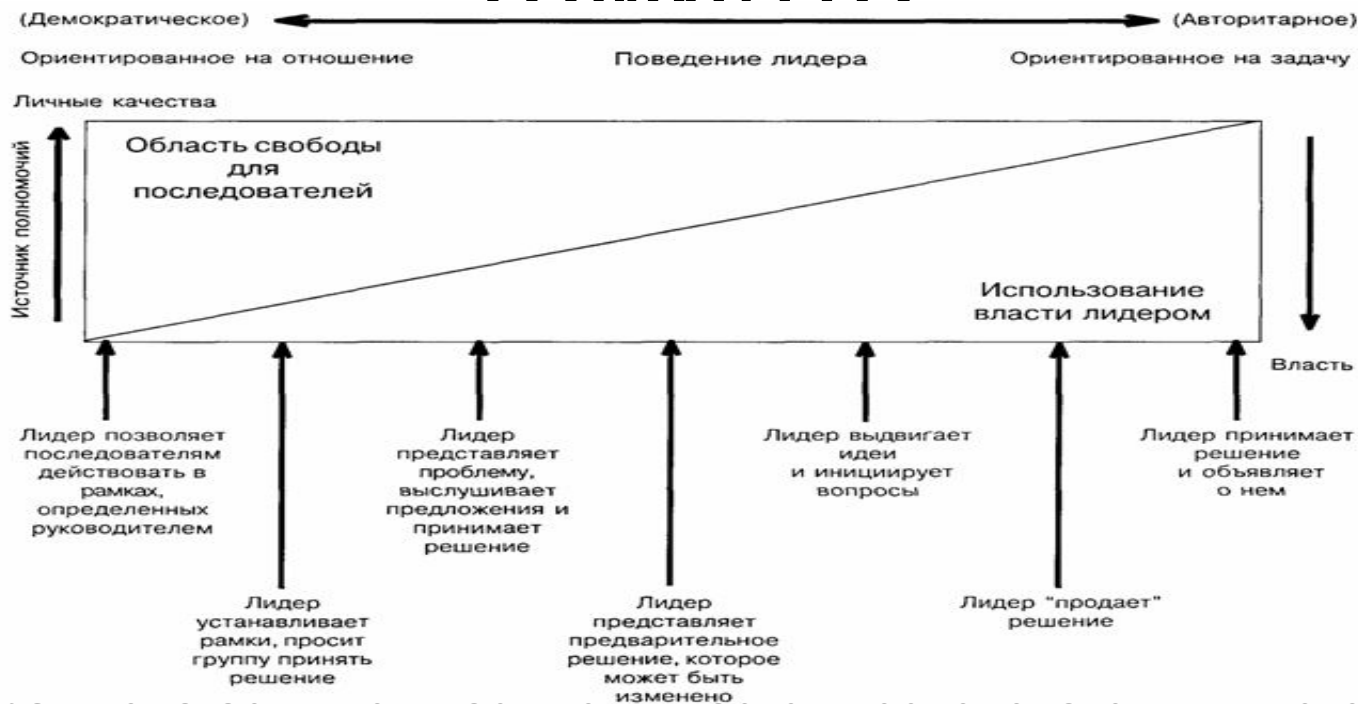 (Демократическое)
(Авторитарное)
Ориентированное на отношение
Поведение лидера
Ориентированное на задачу
Личные качества
Источник полномочий
Область свободы
для
последователей
Использование
власти лидером
Власть
Лидер позволяет
последователям
действовать в
рамках,
определенных
руководителем
Лидер
устанавливает
рамки, просит
группу принять
решение
Лидер
представляет
проблему,
выслушивает
предложения и
принимает
решение
Лидер
представляет
предварительное
решение, которое
может быть
изменено
Лидер выдвигает
идеи
и инициирует
вопросы
Лидер "продает"
решение
Лидер принимает
решение
и объявляет
о нем